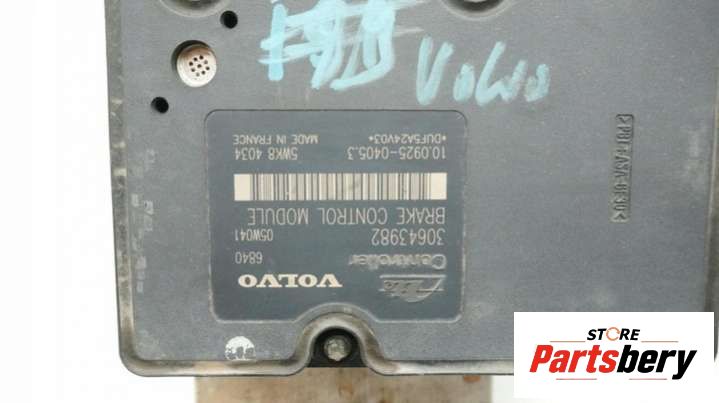 VOLVO
Ate
Controller
6840
30643982
05W041
BRAKE CONTROL MODULE
10.0925-0405.3
5WK8 4034
*DUF5A24V03*
MADE IN FRANCE
Volvo
STORE
Partsbery